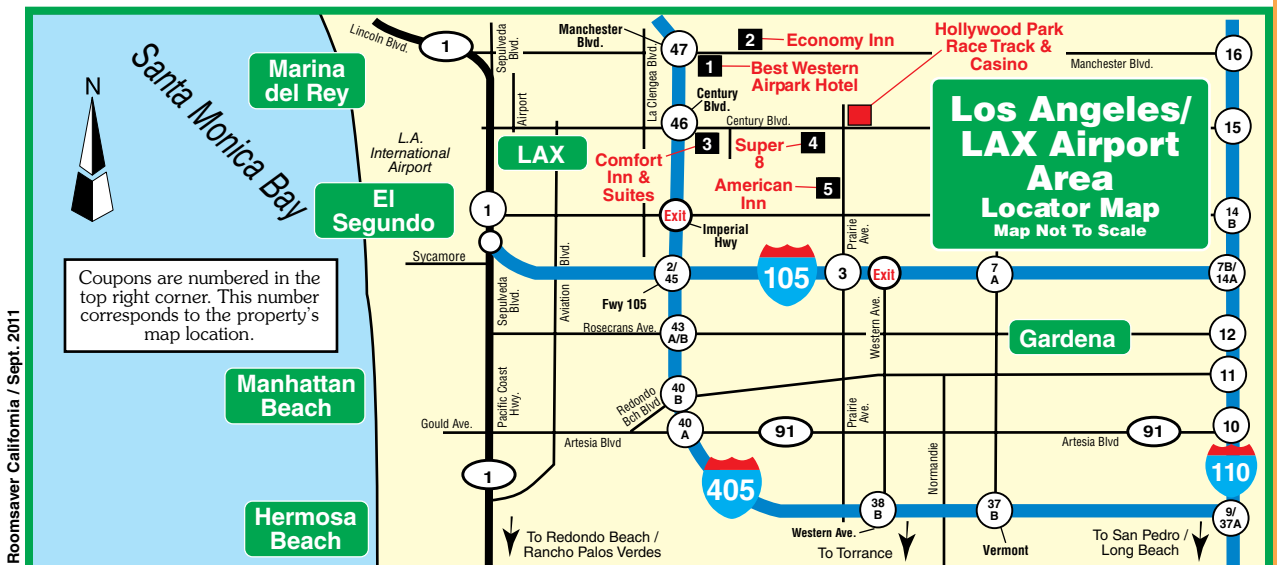 Lincoln Blvd.
1
Sepulveda
Blvd.
Manchester
Blvd.
47
La Clengea Blvd.
2
Economy Inn
Hollywood Park
Race Track &
Casino
Manchester Blvd.
16
Santa Monica Bay
Marina
del Rey
N
Airport
1
Best Western
Airpark Hotel
Century
Blvd.
46
Century Blvd.
15
Los Angeles/
LAX Airport
Area
Locator Map
Map Not To Scale
L.A.
International
Airport
LAX
Comfort
Inn &
Suites
3
Super
8
4
American
Inn
5
El
Segundo
1
Exit
Imperial
Hwy
Prairie
Ave.
14
B
Sycamore
Blvd.
Aviation
2/
45
Fwy 105
105
3
Exit
7
A
7B/
14A
Coupons are numbered in the
top right corner. This number
corresponds to the property's
map location.
Sepulveda
Blvd.
Rosecrans Ave.
43
A/B
Western Ave.
Gardena
12
Manhattan
Beach
Pacific Coast
Hwy.
Redondo
Bch Blvd
40
B
11
Prairie
Ave.
Gould Ave.
Artesia Blvd
40
A
91
Artesia Blvd
91
10
1
405
Normandie
110
Hermosa
Beach
To Redondo Beach /
Rancho Palos Verdes
Western Ave.
38
B
To Torrance
37
B
Vermont
To San Pedro /
Long Beach
9/
37A
Roomsaver California / Sept. 2011